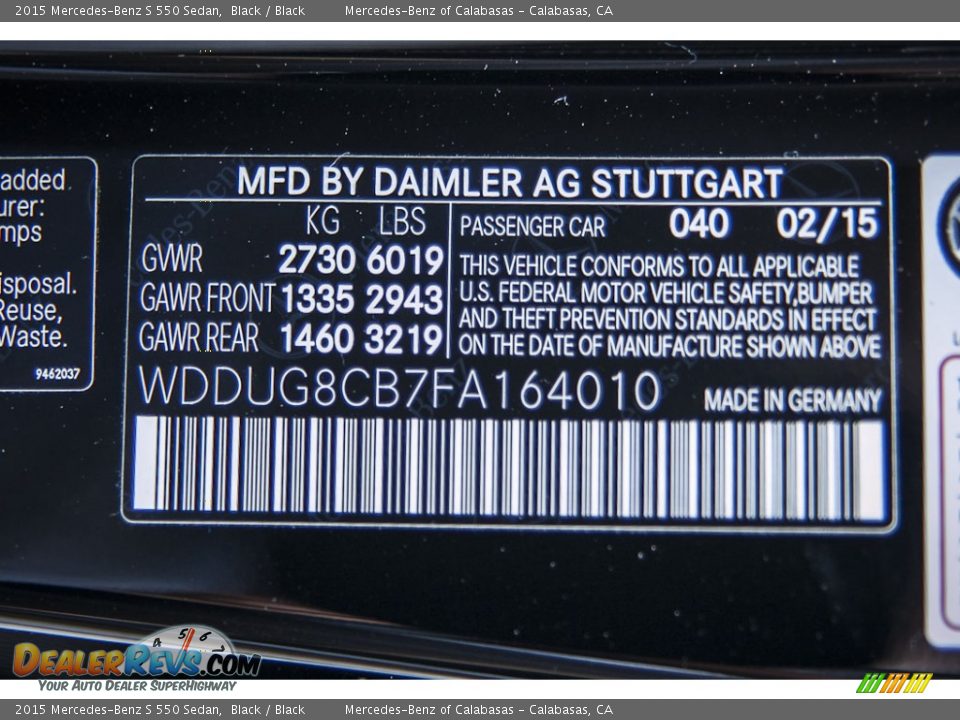 2015 Mercedes-Benz S 550 Sedan, Black / Black Mercedes-Benz of Calabasas - Calabasas, CA
added
urer:
mps
isposal.
Reuse,
Waste.
9462037
MFD BY DAIMLER AG STUTTGART
KG LBS
GVWR 2730 6019
GAWR FRONT 1335 2943
GAWR REAR 1460 3219
PASSENGER CAR 040 02/15
THIS VEHICLE CONFORMS TO ALL APPLICABLE
U.S. FEDERAL MOTOR VEHICLE SAFETY,BUMPER
AND THEFT PREVENTION STANDARDS IN EFFECT
ON THE DATE OF MANUFACTURE SHOWN ABOVE
WDDUG8CB7FA164010 MADE IN GERMANY
4 5 6 7
DealerRevs.com
Your Auto Dealer SuperHighway
2015 Mercedes-Benz S 550 Sedan, Black / Black Mercedes-Benz of Calabasas - Calabasas, CA